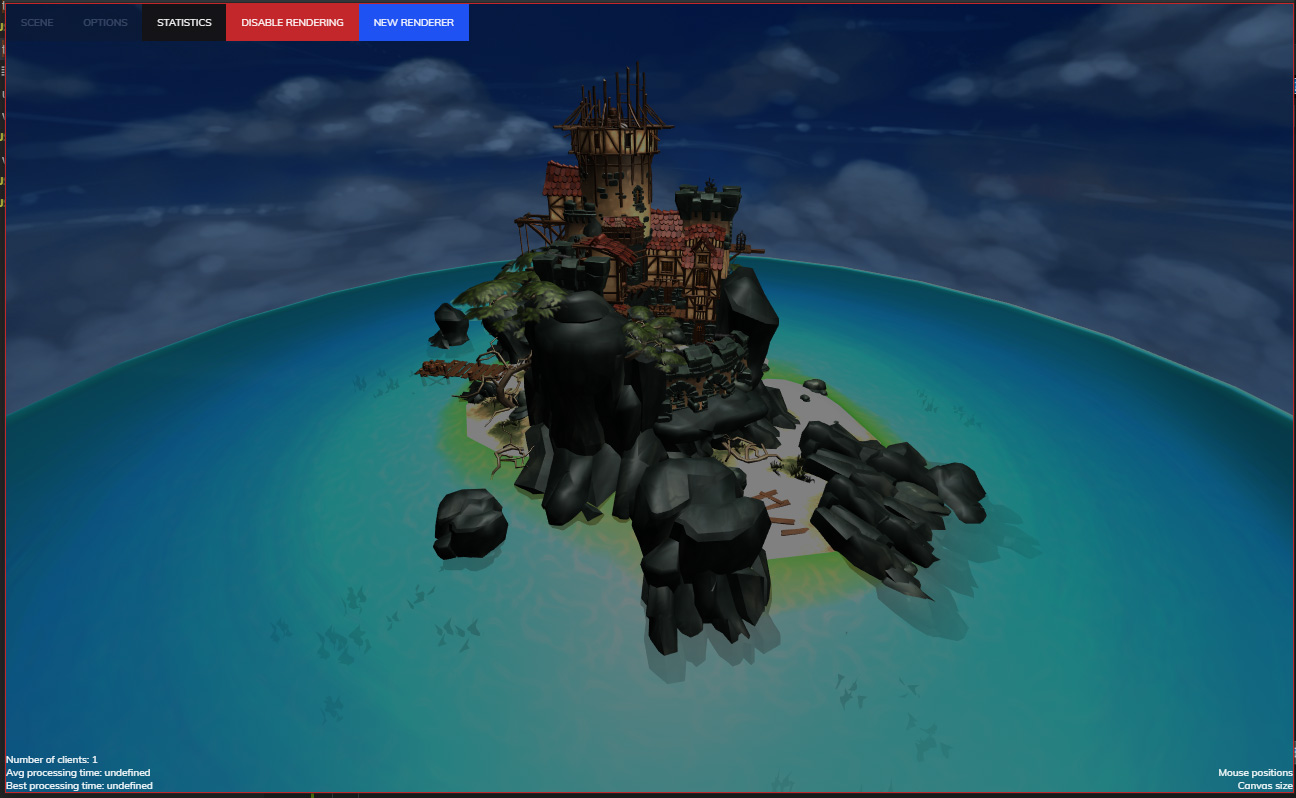 SCENE OPTIONS STATISTICS DISABLE RENDERING NEW RENDERER
Number of clients: 1
Avg processing time: undefined
Best processing time: undefined
Mouse positions
Canvas size